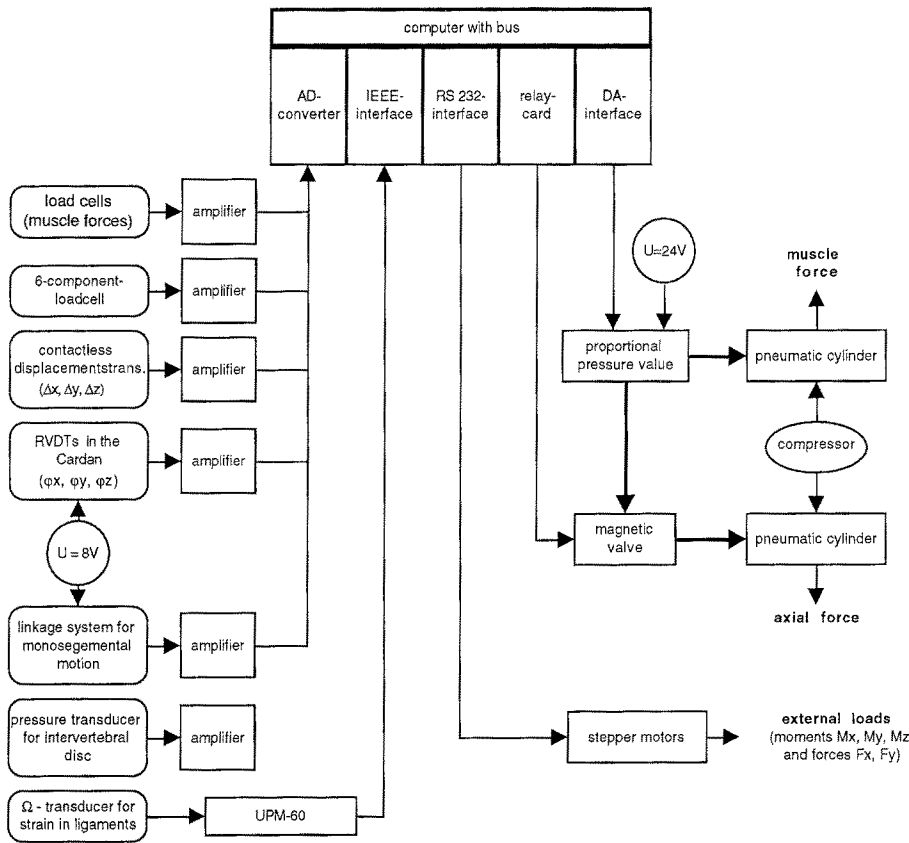 computer with bus
AD-
converter
IEEE-
interface
RS 232-
interface
relay-
card
DA-
interface
load cells
(muscle forces)
amplifier
6-component-
loadcell
amplifier
contactless
displacementstrans.
(Δx, Δy, Δz)
amplifier
RVDTs in the
Cardan
(φx, φy, φz)
amplifier
U = 8V
linkage system for
monosegemental
motion
amplifier
pressure transducer
for intervertebral
disc
amplifier
Ω - transducer for
strain in ligaments
UPM-60
U=24V
proportional
pressure value
muscle
force
pneumatic cylinder
compressor
magnetic
valve
pneumatic cylinder
axial force
stepper motors
external loads
(moments Mx, My, Mz
and forces Fx, Fy)